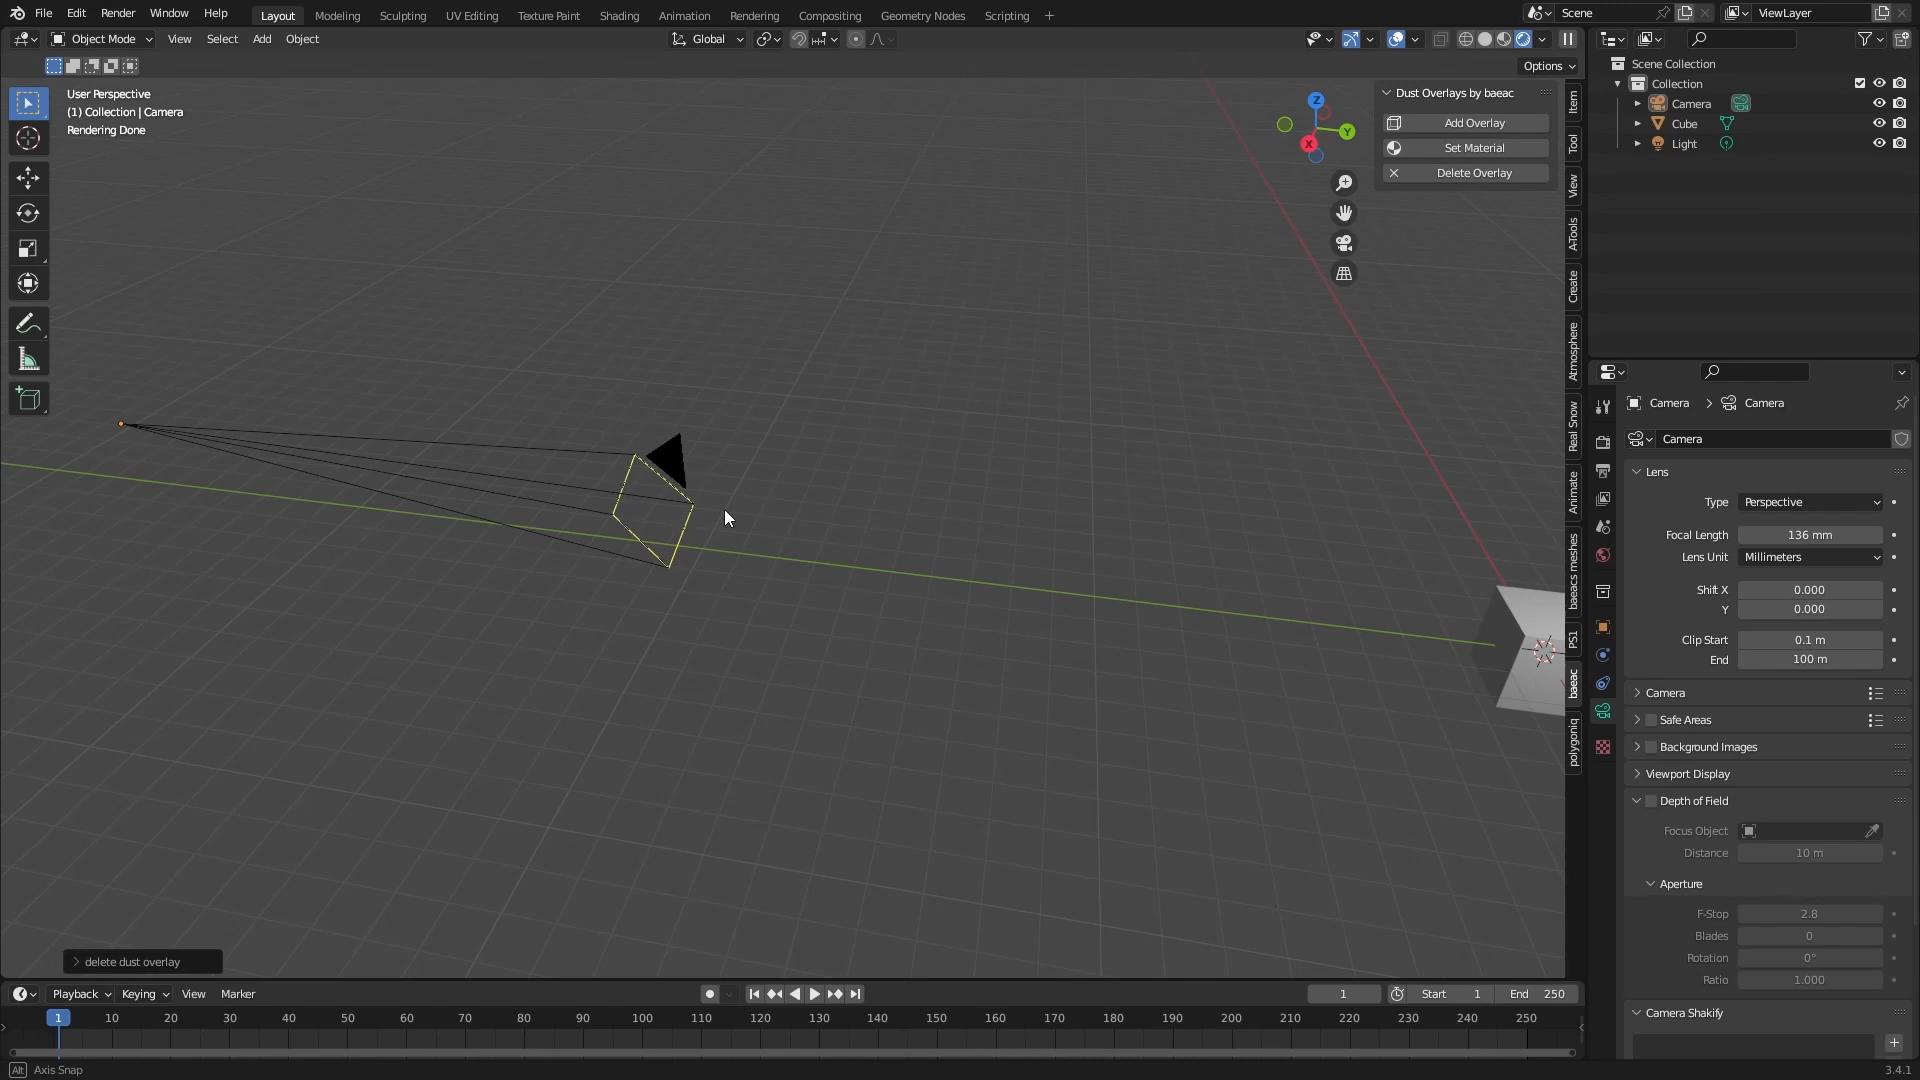 File Edit Render Window Help Layout Modeling Sculpting UV Editing Texture Paint Shading Animation Rendering Compositing Geometry Nodes Scripting + Scene ViewLayer
Object Mode View Select Add Object Global
Options
User Perspective
(1) Collection | Camera
Rendering Done
Z
Y
X
Dust Overlays by baeac
Add Overlay
Set Material
Delete Overlay
Item
Tool
View
A-Tools
Create
Atmosphere
Real Snow
Animate
baeacs meshes
PS1
baeac
polygoniq
Scene Collection
Collection
Camera
Cube
Light
Camera > Camera
Camera
Lens
Type Perspective
Focal Length 136 mm
Lens Unit Millimeters
Shift X 0.000
Y 0.000
Clip Start 0.1 m
End 100 m
Camera
Safe Areas
Background Images
Viewport Display
Depth of Field
Focus Object
Distance 10 m
Aperture
F-Stop 2.8
Blades 0
Rotation 0°
Ratio 1.000
Camera Shakify
delete dust overlay
Playback Keying View Marker 1 Start 1 End 250
1 10 20 30 40 50 60 70 80 90 100 110 120 130 140 150 160 170 180 190 200 210 220 230 240 250
Alt Axis Snap 3.4.1